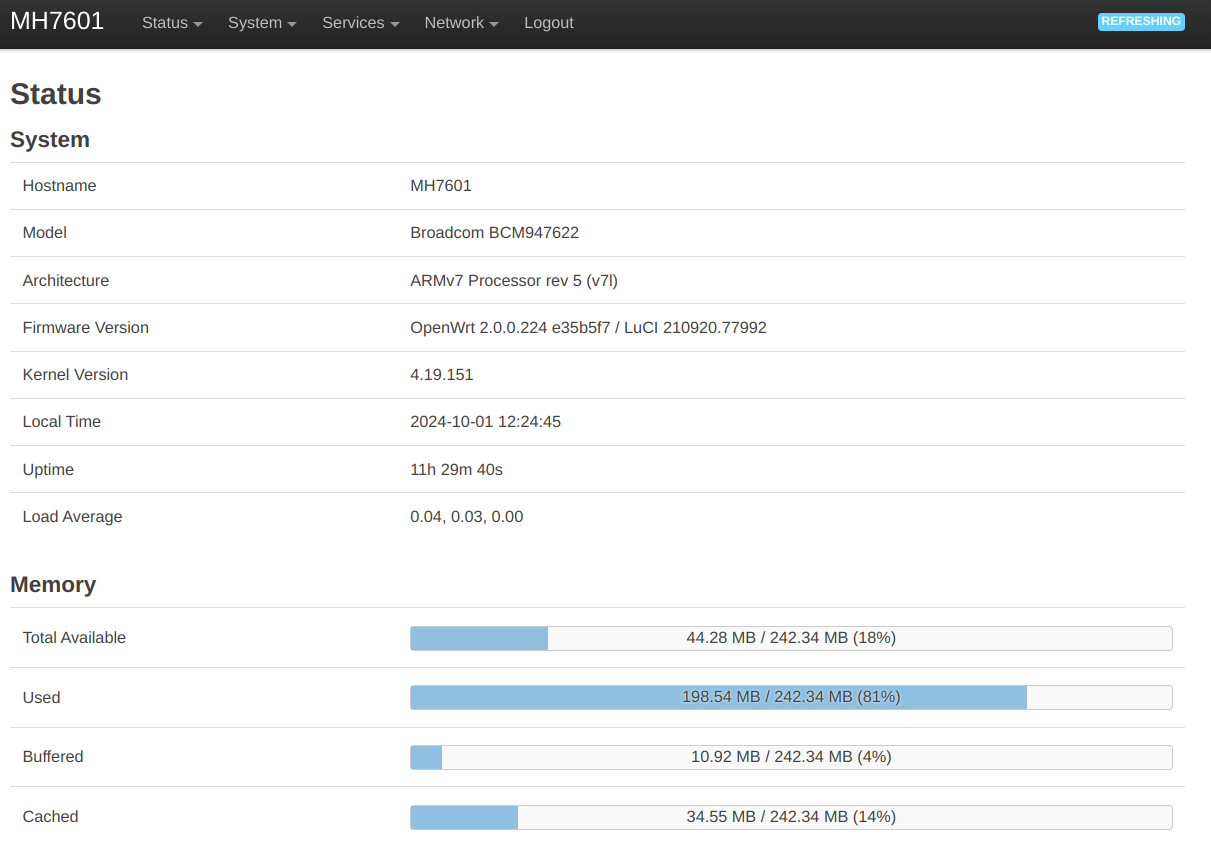 MH7601 Status System Services Network Logout REFRESHING
Status
System
Hostname MH7601
Model Broadcom BCM947622
Architecture ARMv7 Processor rev 5 (v7l)
Firmware Version OpenWrt 2.0.0.224 e35b5f7 / LuCI 210920.77992
Kernel Version 4.19.151
Local Time 2024-10-01 12:24:45
Uptime 11h 29m 40s
Load Average 0.04, 0.03, 0.00
Memory
Total Available 44.28 MB / 242.34 MB (18%)
Used 198.54 MB / 242.34 MB (81%)
Buffered 10.92 MB / 242.34 MB (4%)
Cached 34.55 MB / 242.34 MB (14%)